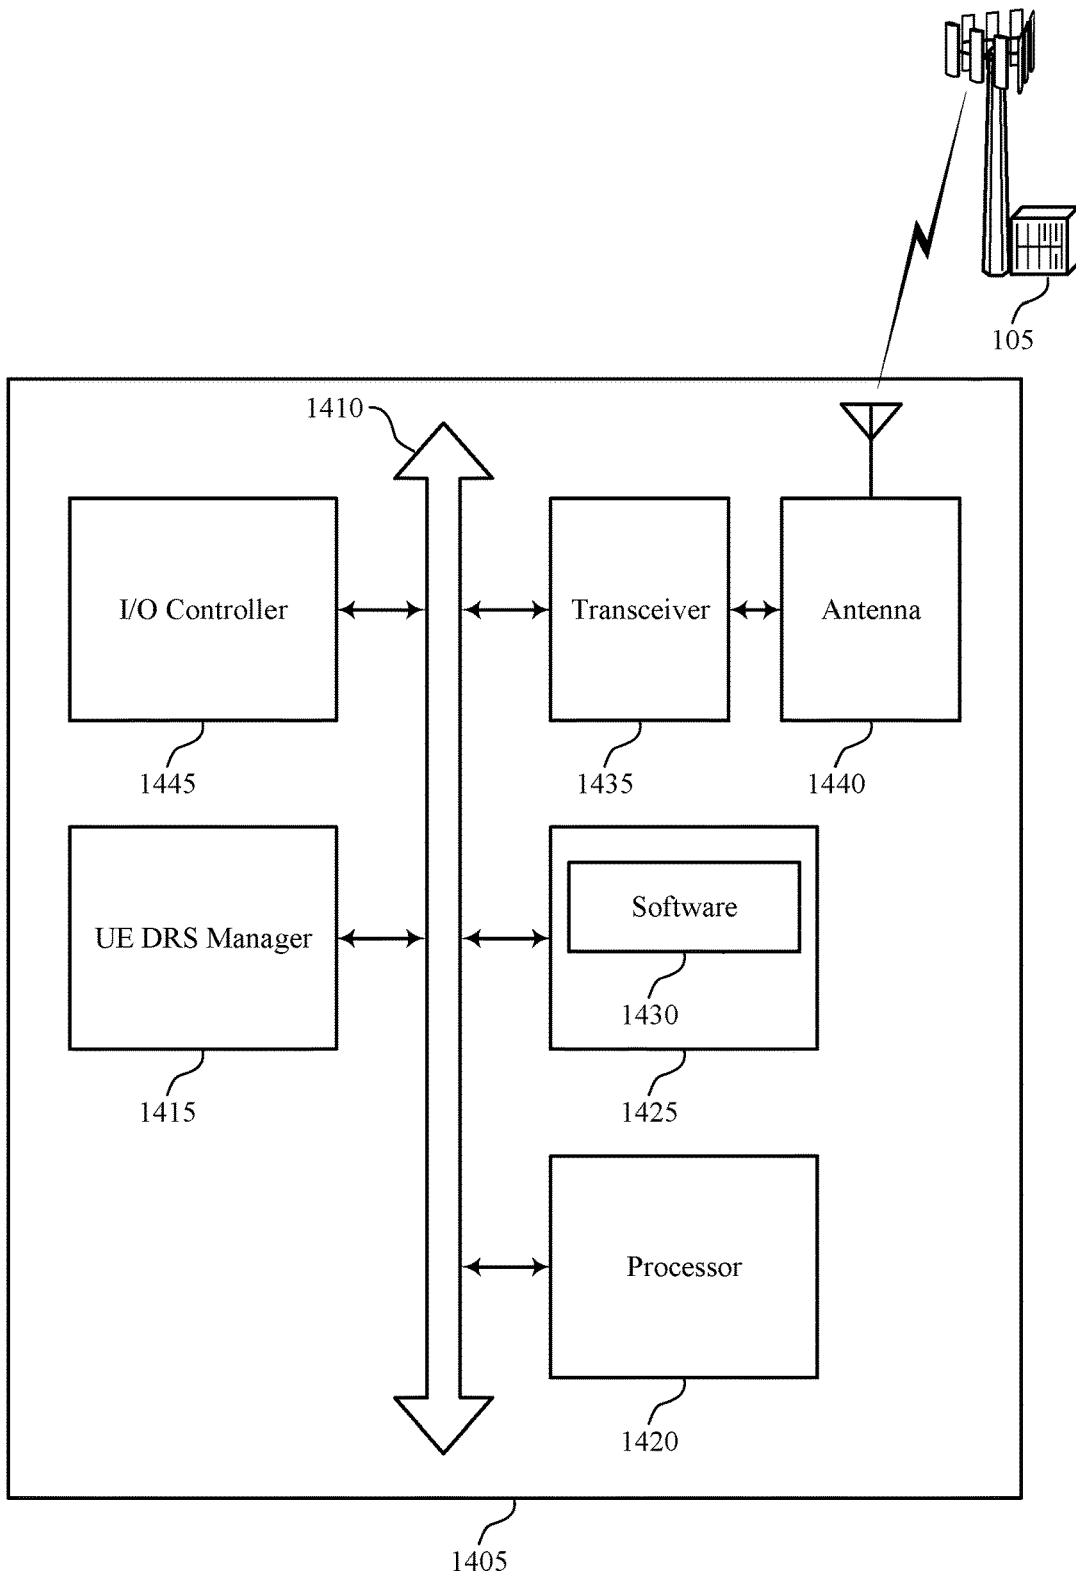 105
1410
I/O Controller
Transceiver
Antenna
1445
1435
1440
UE DRS Manager
Software
1430
1415
1425
Processor
1420
1405